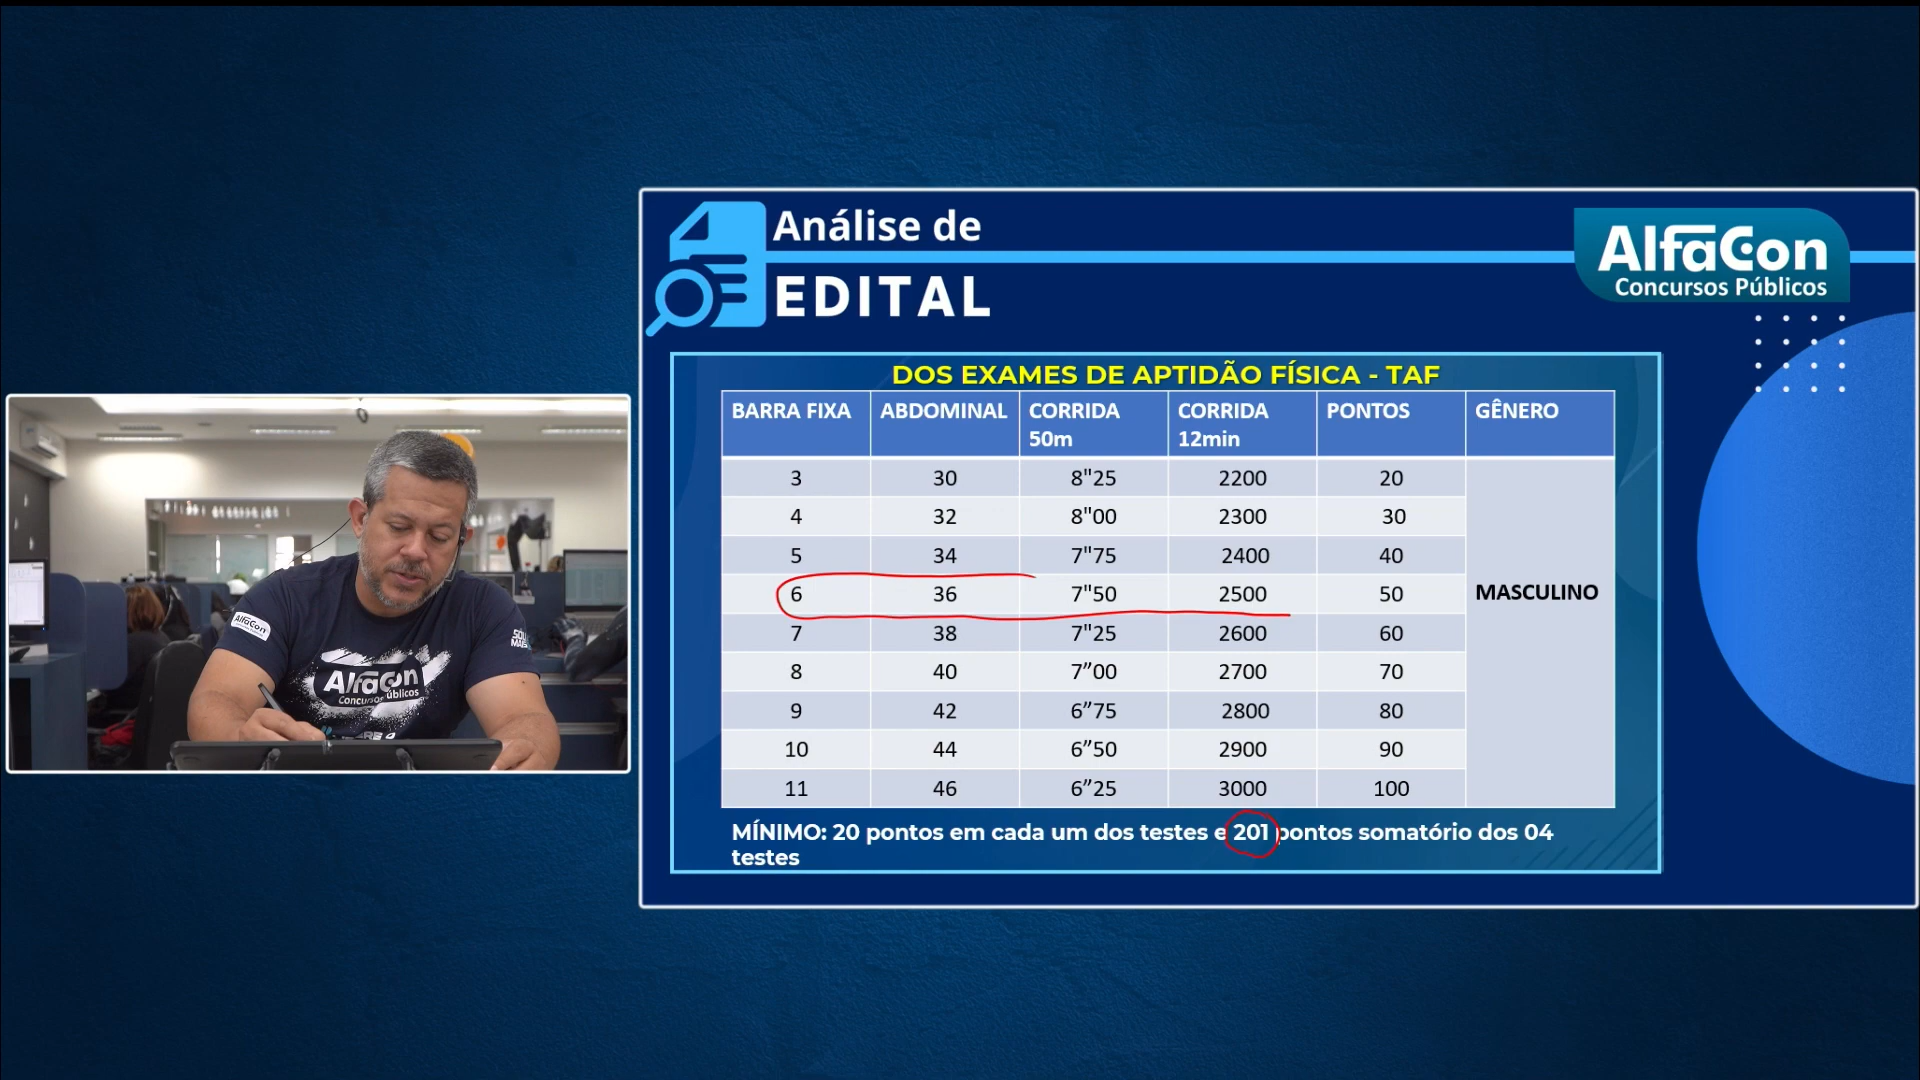 Análise de
EDITAL
AlfaCon
Concursos Públicos
DOS EXAMES DE APTIDÃO FÍSICA - TAF
BARRA FIXA ABDOMINAL CORRIDA 50m CORRIDA 12min PONTOS GÊNERO
3 30 8"25 2200 20
4 32 8"00 2300 30
5 34 7"75 2400 40
6 36 7"50 2500 50 MASCULINO
7 38 7"25 2600 60
8 40 7”00 2700 70
9 42 6”75 2800 80
10 44 6”50 2900 90
11 46 6”25 3000 100
MÍNIMO: 20 pontos em cada um dos testes e 201 pontos somatório dos 04
testes
AlfaCon
AlfaCon
Concursos Públicos